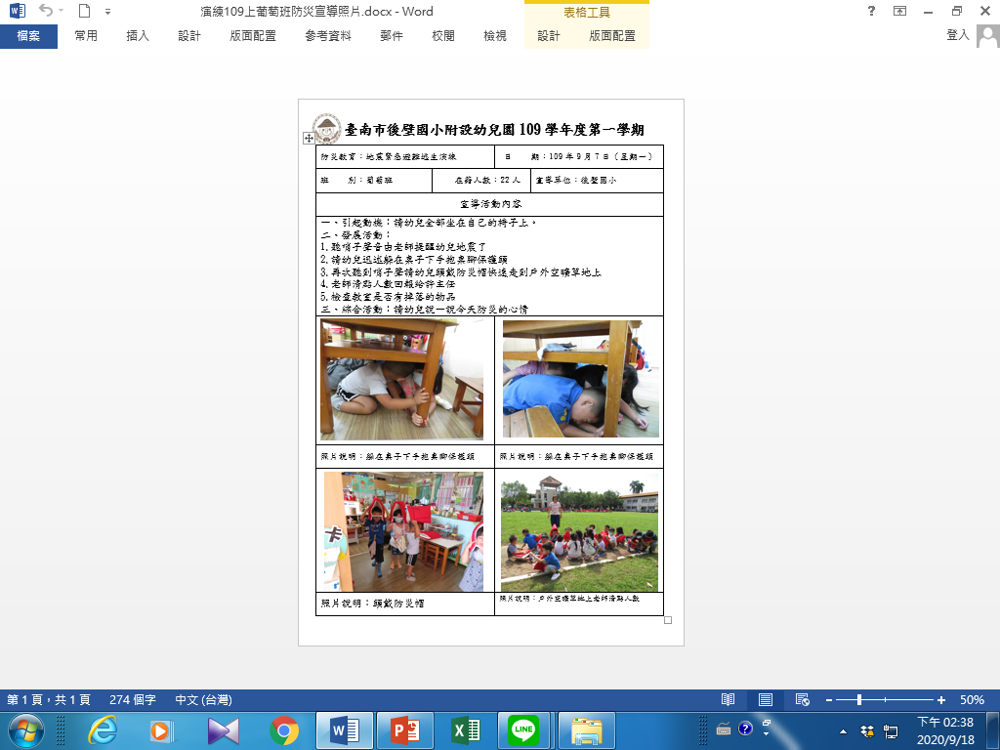 演練109上葡萄班防災宣導照片.docx - Word
表格工具
檔案 常用 插入 設計 版面配置 參考資料 郵件 校閱 檢視 設計 版面配置 登入
臺南市後壁國小附設幼兒園 109 學年度第一學期
防災教育：地震緊急避難逃生演練 日 期：109 年 9 月 7 日（星期一）
班 別：葡萄班 在籍人數：22 人 宣導單位：後壁國小
宣導活動內容
一、引起動機：請幼兒全部坐在自己的椅子上。
二、發展活動：
1.聽哨子聲音由老師提醒幼兒地震了
2.請幼兒迅速躲在桌子下手抱桌腳保護頭
3.再次聽到哨子聲請幼兒頭戴防災帽快速走到戶外空曠草地上
4.老師清點人數回報給許主任
5.檢查教室是否有掉落的物品
三、綜合活動：請幼兒說一說今天防災的心情
照片說明：躲在桌子下手抱桌腳保護頭 照片說明：躲在桌子下手抱桌腳保護頭
卡
照片說明：頭戴防災帽 照片說明：戶外空曠草地上老師清點人數
第 1 頁，共 1 頁 274 個字 中文 (台灣) 50%
LINE
下午 02:38
2020/9/18